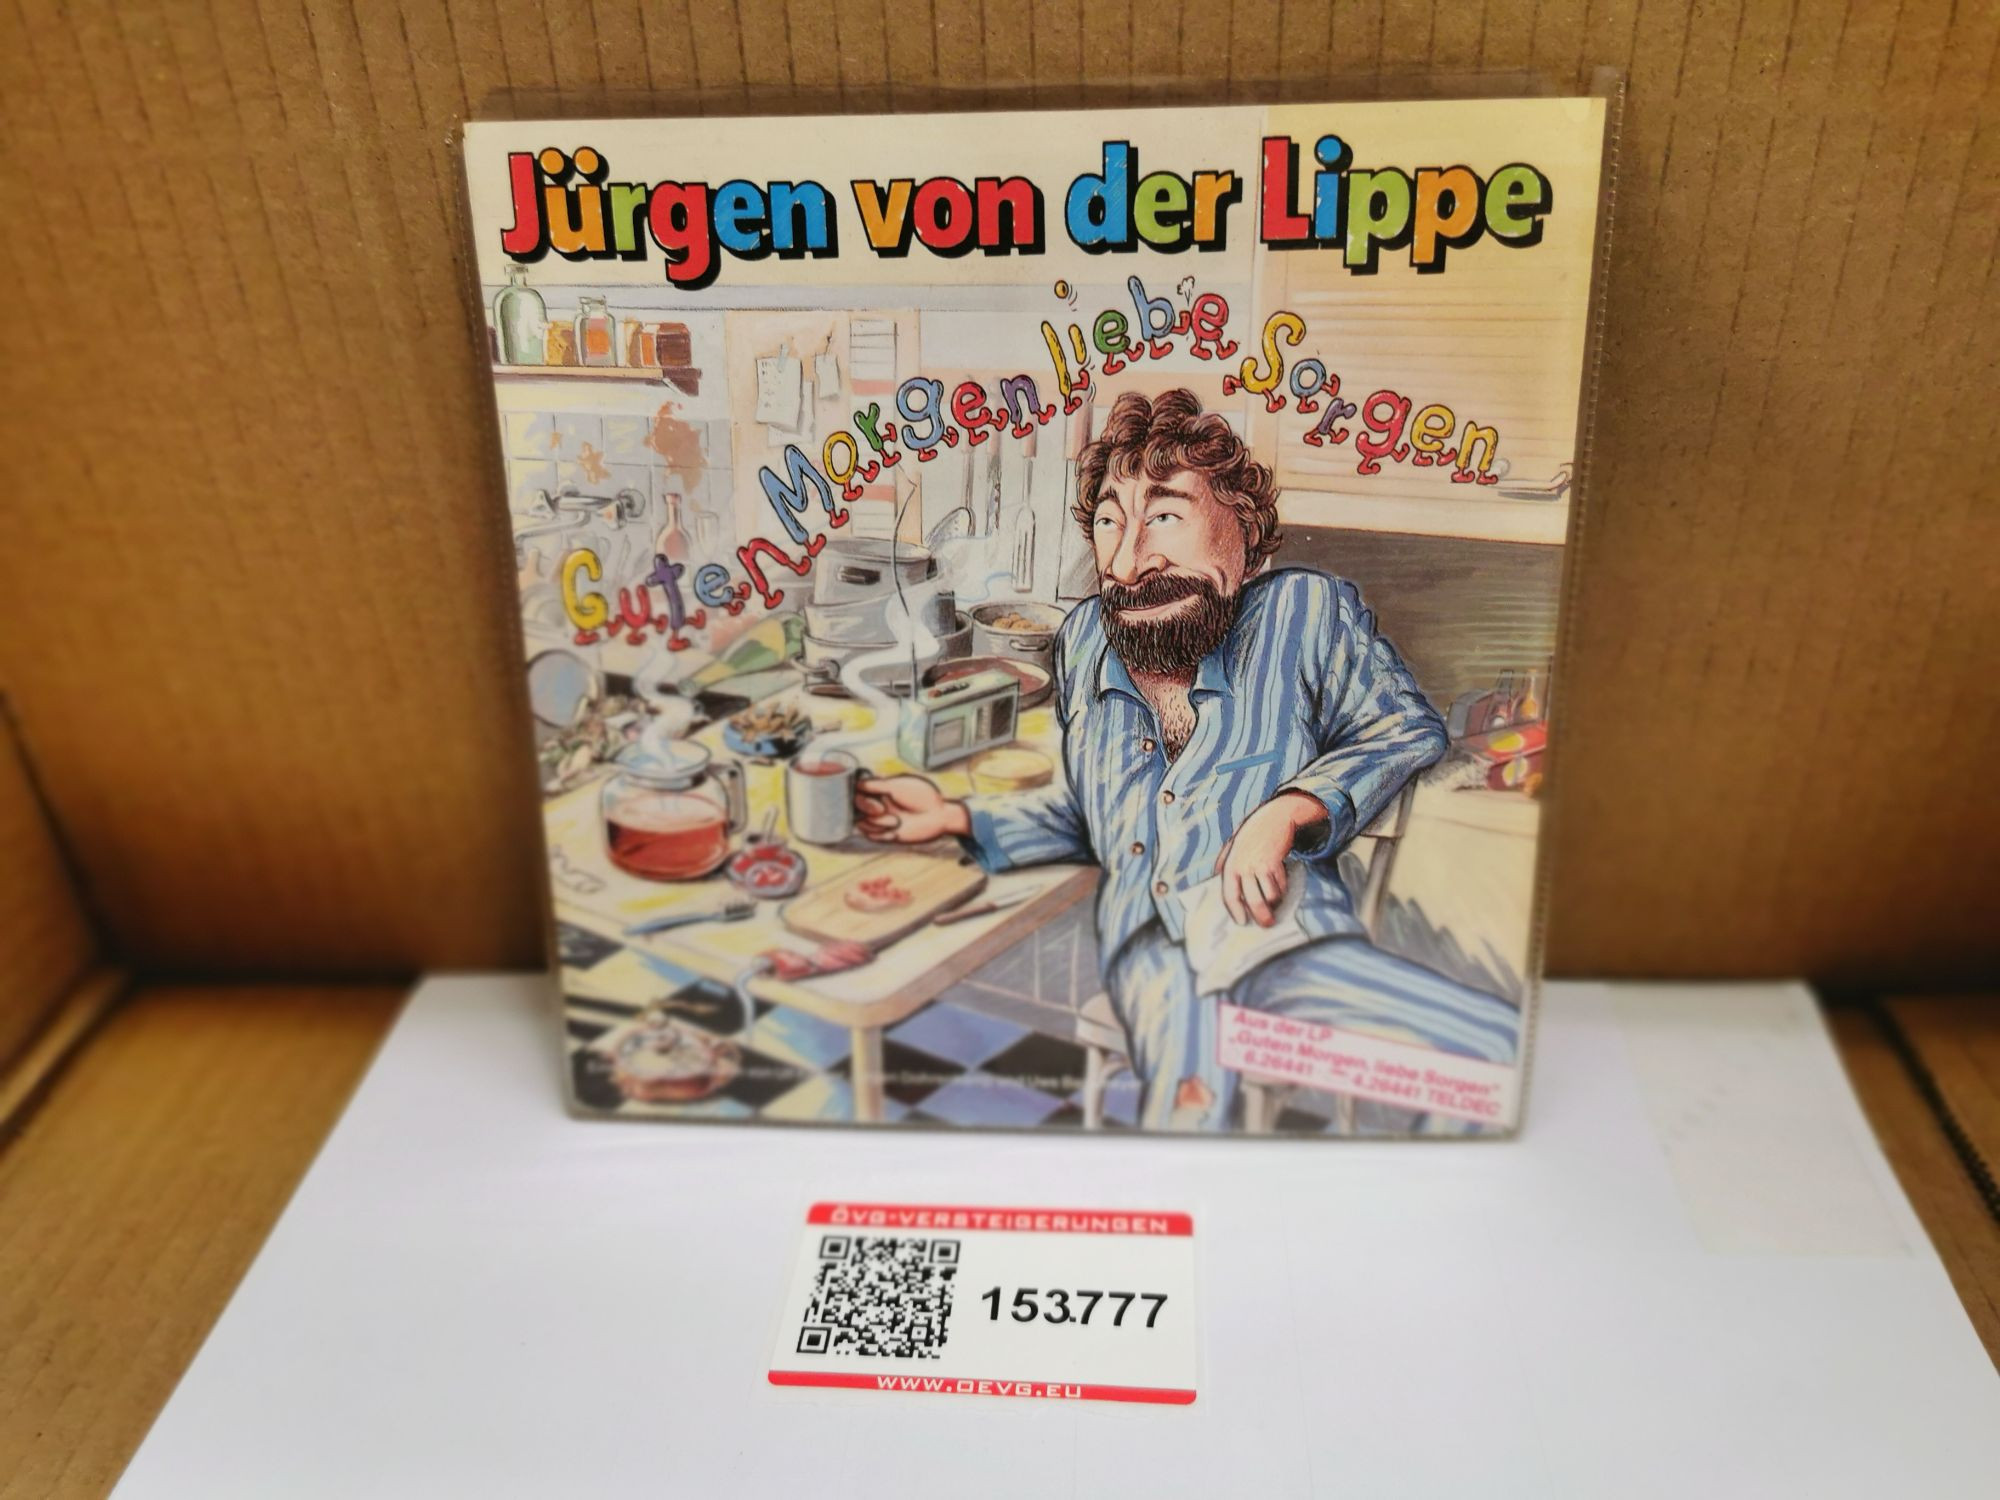 Jürgen von der Lippe
Guten Morgen liebe Sorgen
Aus der LP
„Guten Morgen, liebe Sorgen"
6.26441 4.26441 TELDEC
ÖVG-VERSTEIGERUNGEN
153.777
WWW.OEVG.EU